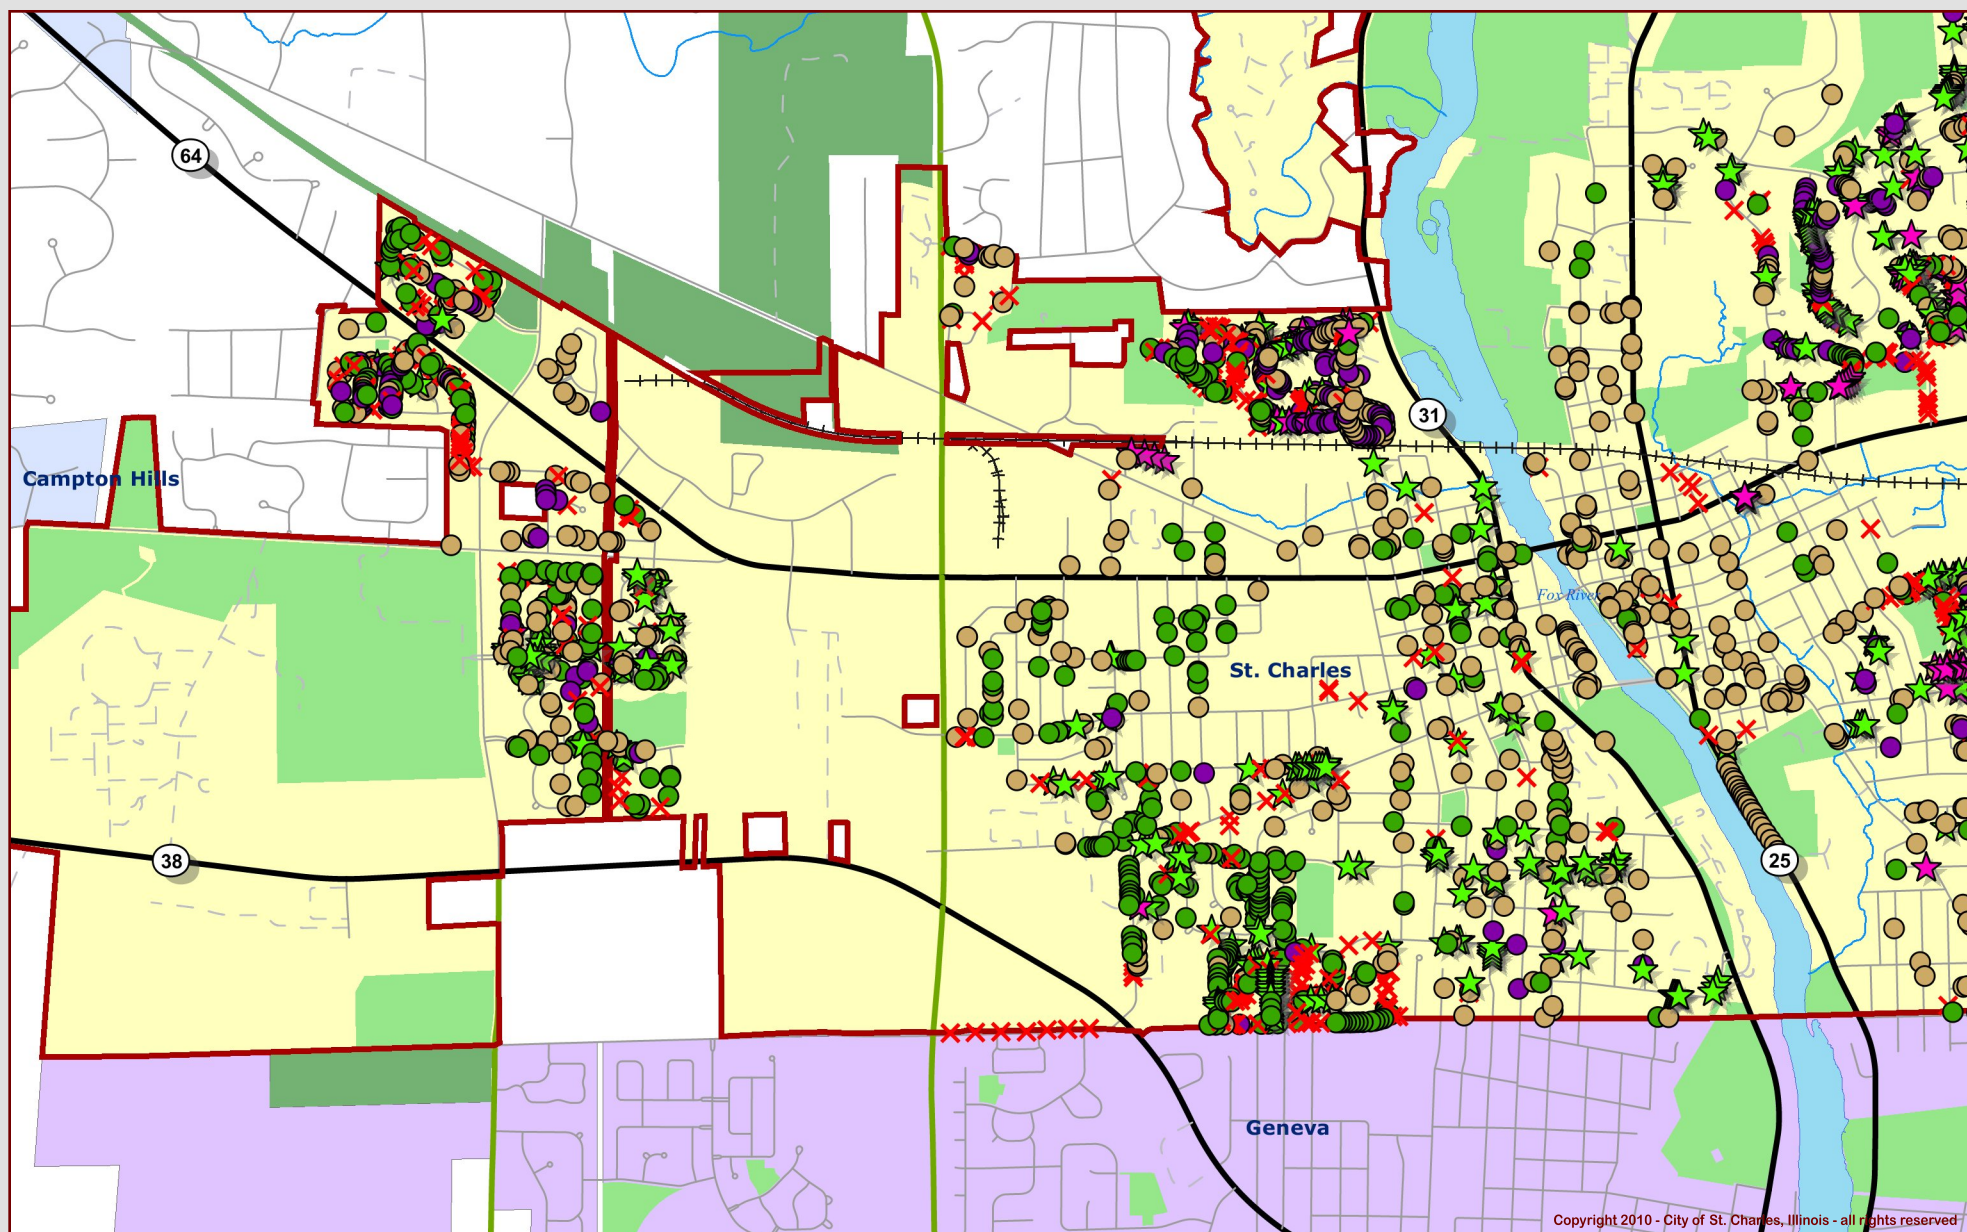 64
31
Campton Hills
Fox River
St. Charles
38
25
Geneva
Copyright 2010 - City of St. Charles, Illinois - all rights reserved